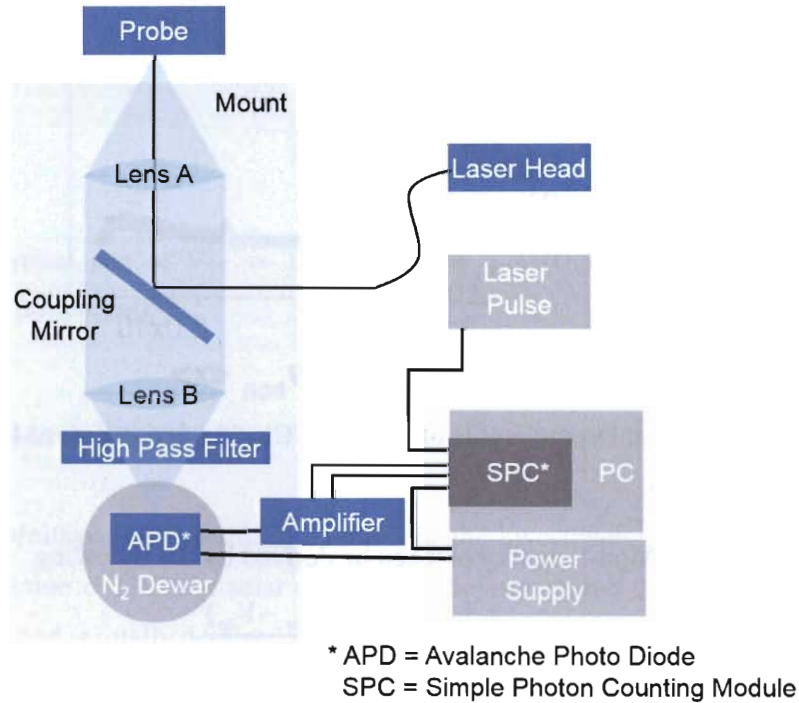 Probe
Mount
Lens A
Laser Head
Laser
Pulse
Coupling
Mirror
Lens B
High Pass Filter
SPC*
PC
Amplifier
APD*
N₂ Dewar
Power
Supply
* APD = Avalanche Photo Diode
SPC = Simple Photon Counting Module